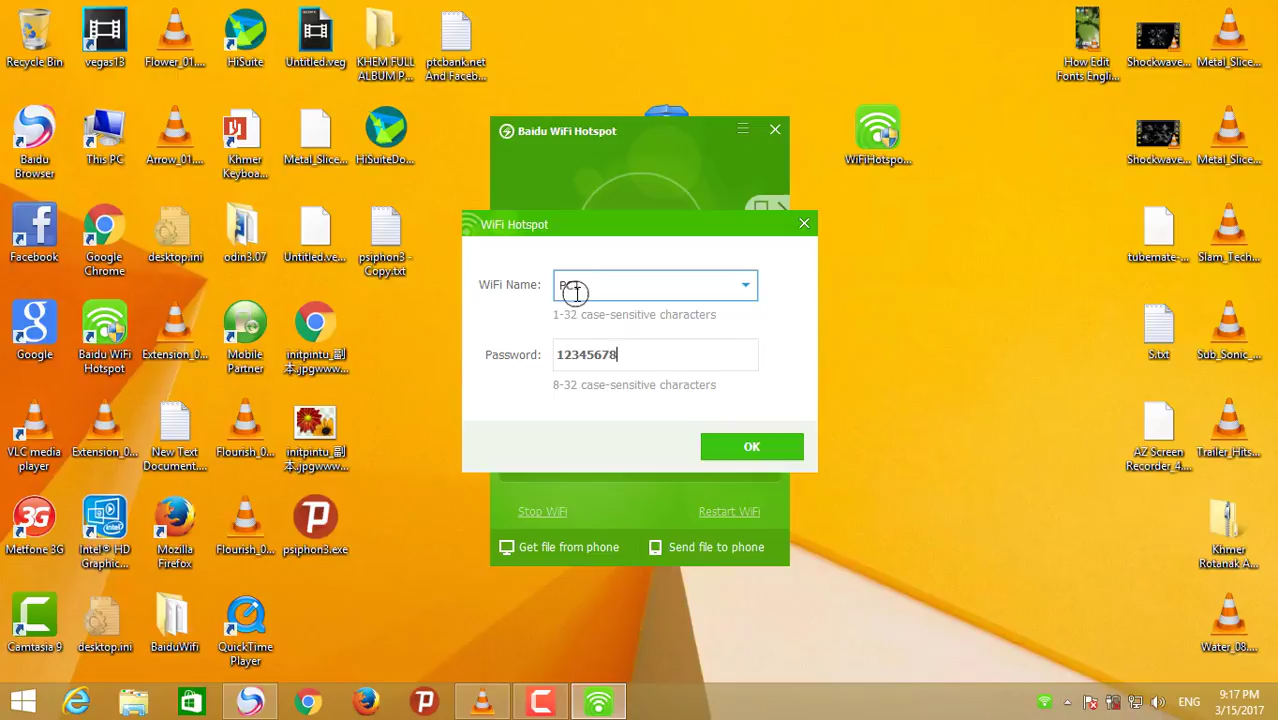 Recycle Bin
vegas13
Flower_01....
HiSuite
Untitled.veg
KHEM FULL
ALBUM P...
ptcbank.net
And Faceb...
How Edit
Fonts Engli...
Shockwave...
Metal_Slice...
Baidu
Browser
This PC
Arrow_01....
Khmer
Keyboa...
Metal_Slice...
HiSuiteDo...
WiFiHotspo...
Shockwave...
Metal_Slice...
Baidu WiFi Hotspot
Facebook
Google
Chrome
desktop.ini
odin3.07
Untitled.ve...
psiphon3 -
Copy.txt
tubemate-...
Slam_Tech...
WiFi Hotspot
WiFi Name:
1-32 case-sensitive characters
Password:
12345678
8-32 case-sensitive characters
OK
Google
Baidu WiFi
Hotspot
Extension_0...
Mobile
Partner
initpintu_副
本.jpgwww...
S.txt
Sub_Sonic_...
VLC media
player
Extension_0...
New Text
Document....
Flourish_0...
initpintu_副
本.jpgwww...
AZ Screen
Recorder_4....
Trailer_Hits...
Stop WiFi
Restart WiFi
Get file from phone
Send file to phone
3G
Metfone 3G
intel
Intel® HD
Graphic...
Mozilla
Firefox
Flourish_0...
psiphon3.exe
Khmer
Rotanak A...
Camtasia 9
desktop.ini
BaiduWifi
QuickTime
Player
Water_08....
ENG
9:17 PM
3/15/2017